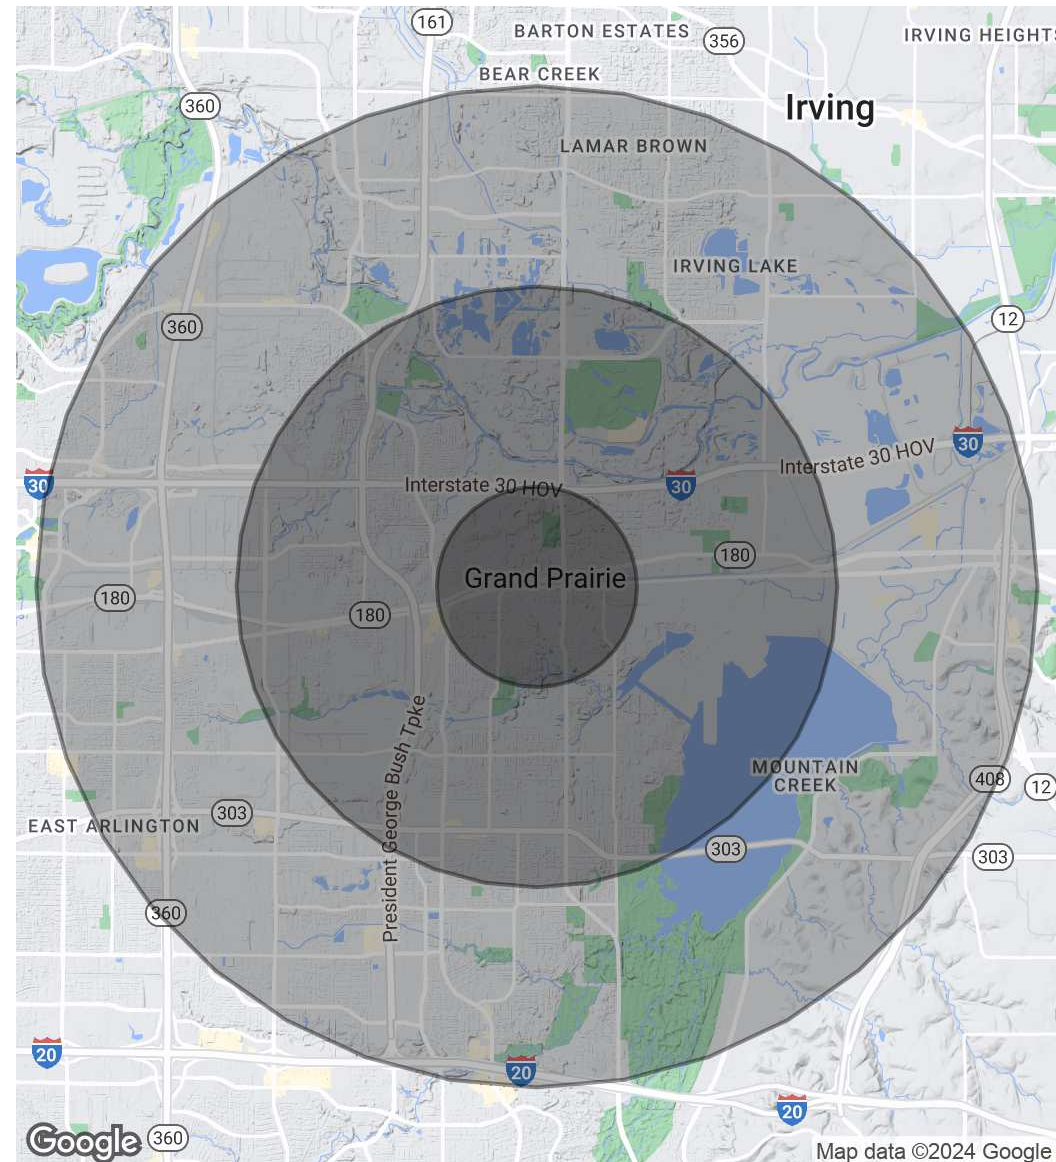 161
BARTON ESTATES
356
IRVING HEIGHTS
BEAR CREEK
360
Irving
LAMAR BROWN
IRVING LAKE
360
12
30
Interstate 30 HOV
30
Interstate 30 HOV
30
180
Grand Prairie
180
180
President George Bush Tpke
MOUNTAIN
CREEK
408
12
303
EAST ARLINGTON
303
303
360
20
20
20
Google
360
Map data ©2024 Google